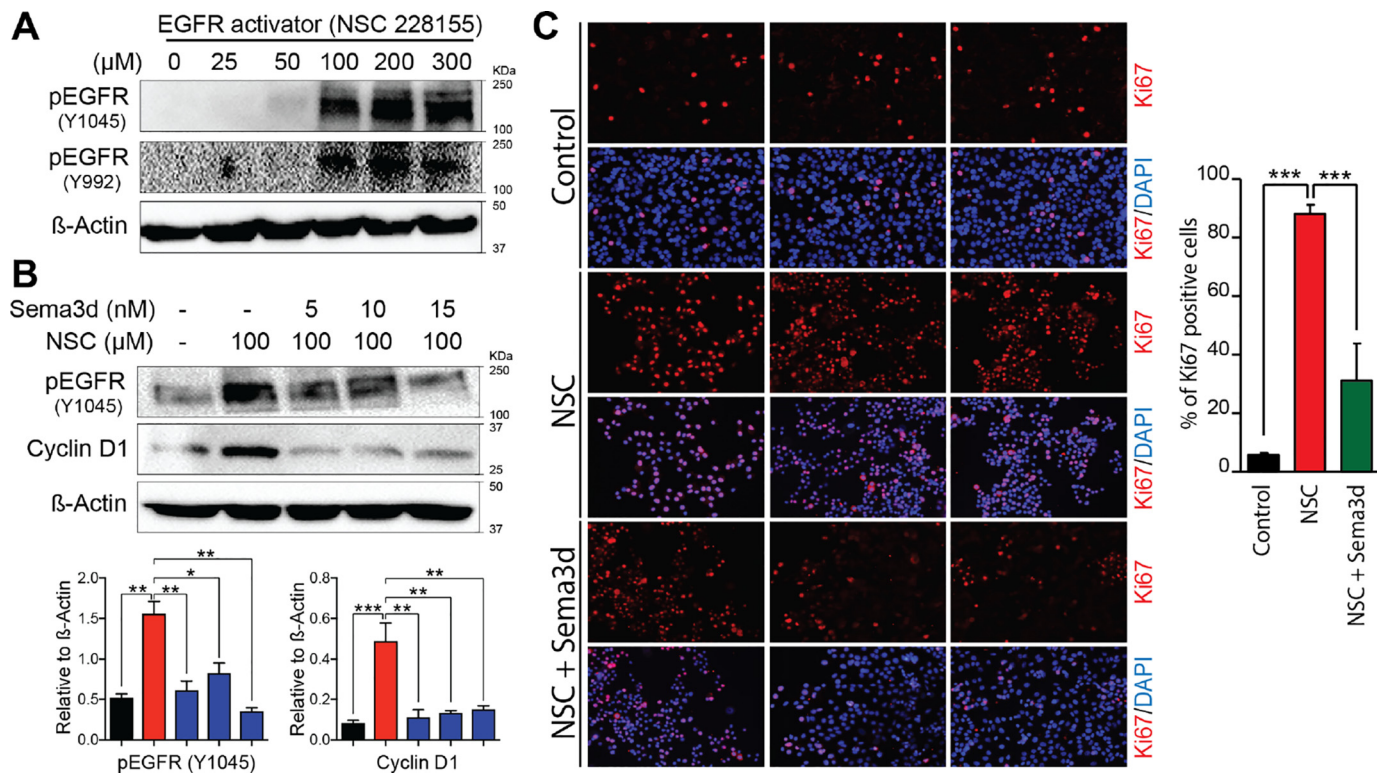 A
EGFR activator (NSC 228155)
(µM) 0 25 50 100 200 300
KDa
pEGFR
(Y1045)
250
100
pEGFR
(Y992)
250
100
ß-Actin
50
37
B
Sema3d (nM) - - 5 10 15
NSC (µM) - 100 100 100 100
KDa
pEGFR
(Y1045)
250
100
Cyclin D1
37
25
ß-Actin
50
37
Relative to ß-Actin
2.0
1.5
1.0
0.5
0.0
** ** * **
pEGFR (Y1045)
Relative to ß-Actin
0.8
0.6
0.4
0.2
0.0
*** ** ** **
Cyclin D1
C
Control
Ki67
Ki67/DAPI
NSC
Ki67
Ki67/DAPI
NSC + Sema3d
Ki67
Ki67/DAPI
% of Ki67 positive cells
100
80
60
40
20
0
*** ***
Control
NSC
NSC + Sema3d